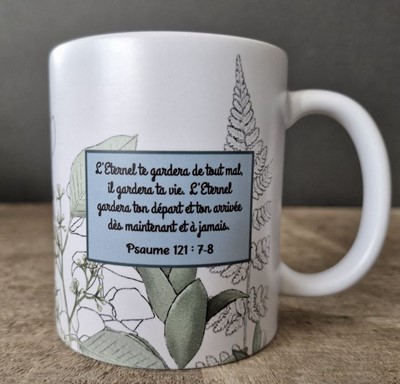 L'Eternel te gardera de tout mal,
il gardera ta vie. L'Eternel
gardera ton départ et ton arrivée
dès maintenant et à jamais.
Psaume 121 : 7-8